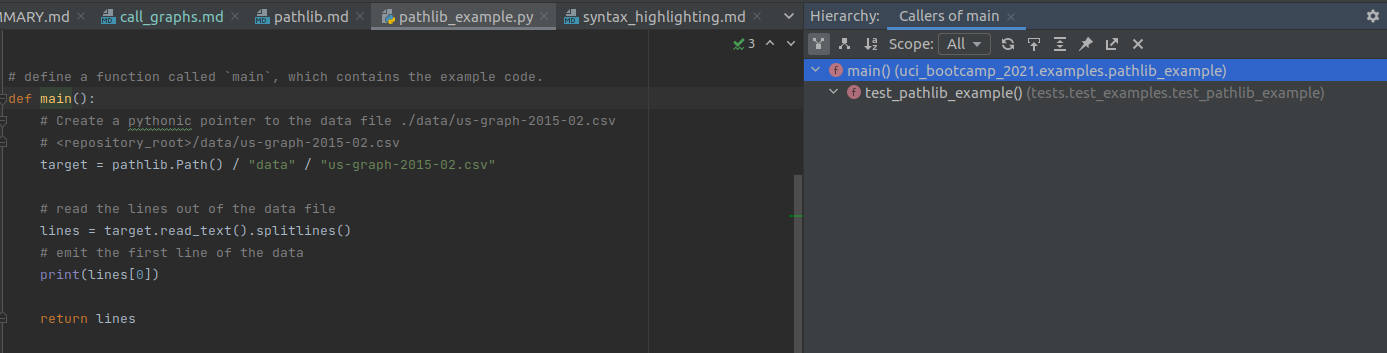 MMARY.md call_graphs.md pathlib.md pathlib_example.py syntax_highlighting.md
3
# define a function called `main`, which contains the example code.
def main():
# Create a pythonic pointer to the data file ./data/us-graph-2015-02.csv
# <repository_root>/data/us-graph-2015-02.csv
target = pathlib.Path() / "data" / "us-graph-2015-02.csv"
# read the lines out of the data file
lines = target.read_text().splitlines()
# emit the first line of the data
print(lines[0])
return lines
Hierarchy: Callers of main
Scope: All
main() (uci_bootcamp_2021.examples.pathlib_example)
test_pathlib_example() (tests.test_examples.test_pathlib_example)